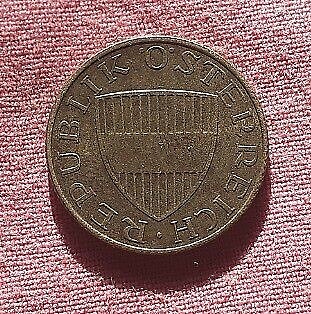 REPUBLIK · ÖSTERREICH ·